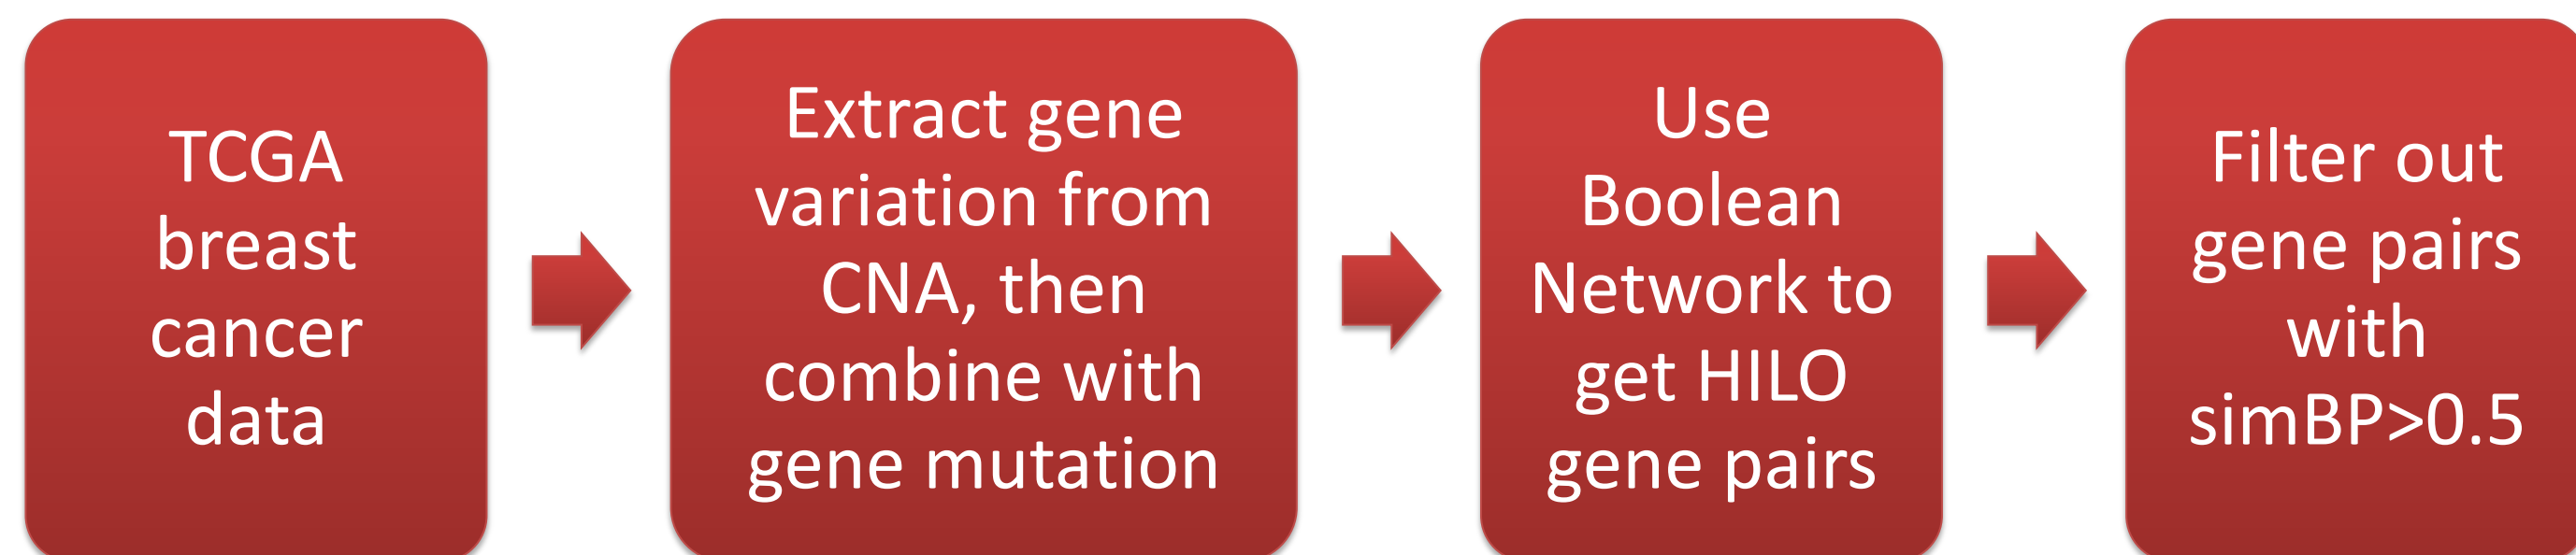 TCGA
breast
cancer
data
Extract gene
variation from
CNA, then
combine with
gene mutation
Use
Boolean
Network to
get HILO
gene pairs
Filter out
gene pairs
with
simBP>0.5